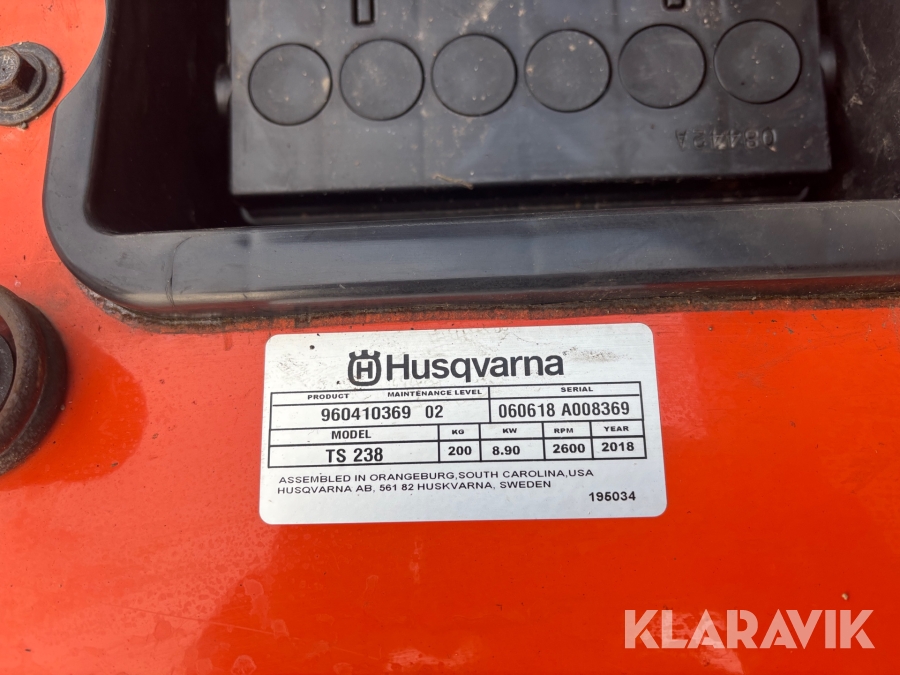 08442A
Husqvarna
PRODUCT MAINTENANCE LEVEL SERIAL
960410369 02 060618 A008369
MODEL KG KW RPM YEAR
TS 238 200 8.90 2600 2018
ASSEMBLED IN ORANGEBURG,SOUTH CAROLINA,USA
HUSQVARNA AB, 561 82 HUSKVARNA, SWEDEN
195034
KLARAVIK